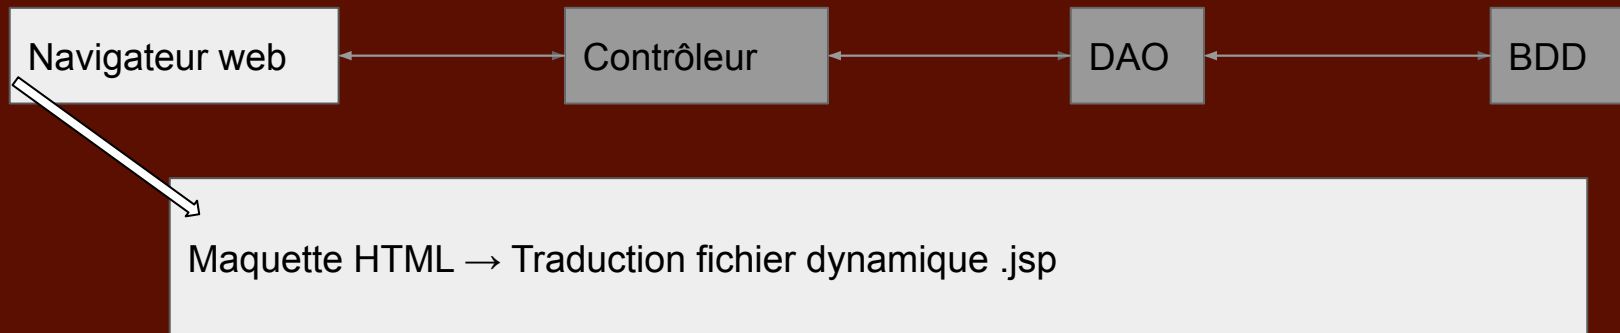 Navigateur web
Contrôleur
DAO
BDD
Maquette HTML → Traduction fichier dynamique .jsp